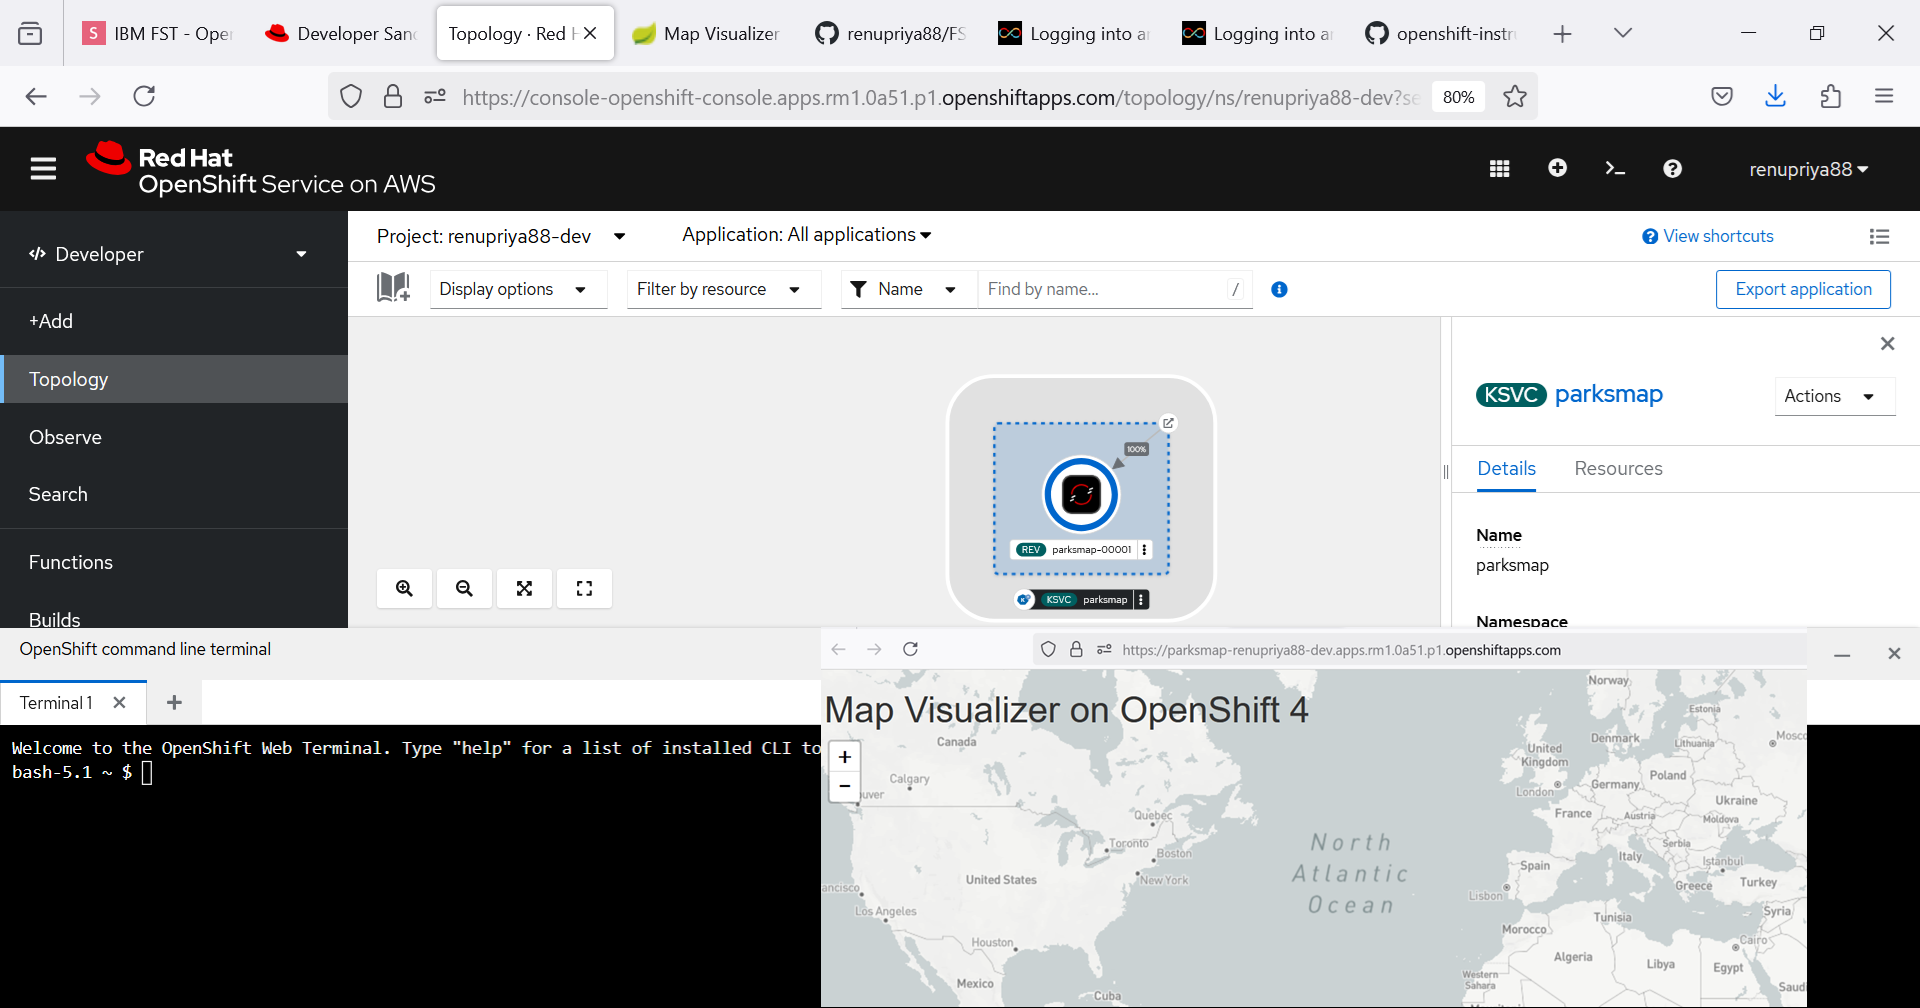 IBM FST - Oper
Developer Sand
Topology · Red H
Map Visualizer
renupriya88/FS
Logging into a
Logging into a
openshift-instru
https://console-openshift-console.apps.rm1.0a51.p1.openshiftapps.com/topology/ns/renupriya88-dev?se
80%
Red Hat
OpenShift Service on AWS
renupriya88
Developer
Project: renupriya88-dev
Application: All applications
View shortcuts
Display options
Filter by resource
Name
Find by name...
/
Export application
+Add
Topology
Observe
Search
Functions
Builds
100%
REV parksmap-00001
KSVC parksmap
KSVC parksmap
Actions
Details
Resources
Name
parksmap
Namespace
OpenShift command line terminal
Terminal 1
Welcome to the OpenShift Web Terminal. Type "help" for a list of installed CLI to
bash-5.1 ~ $
https://parksmap-renupriya88-dev.apps.rm1.0a51.p1.openshiftapps.com
Map Visualizer on OpenShift 4
+
-
Norway
Estonia
Canada
Denmark
Lithuania
Mosco
United
Kingdom
Calgary
uver
London
Germany
Poland
Ukraine
Quebec
France
Austria
Moldova
Toronto
Boston
North
Atlantic
Ocean
Serbia
Italy
Istanbul
Spain
ancisco
United States
New York
Lisbon
Greece
Turkey
Los Angeles
Tunisia
Syria
Houston
Morocco
Cairo
Algeria
Libya
Egypt
Mexico
Western
Sahara
Saudi
Cuba